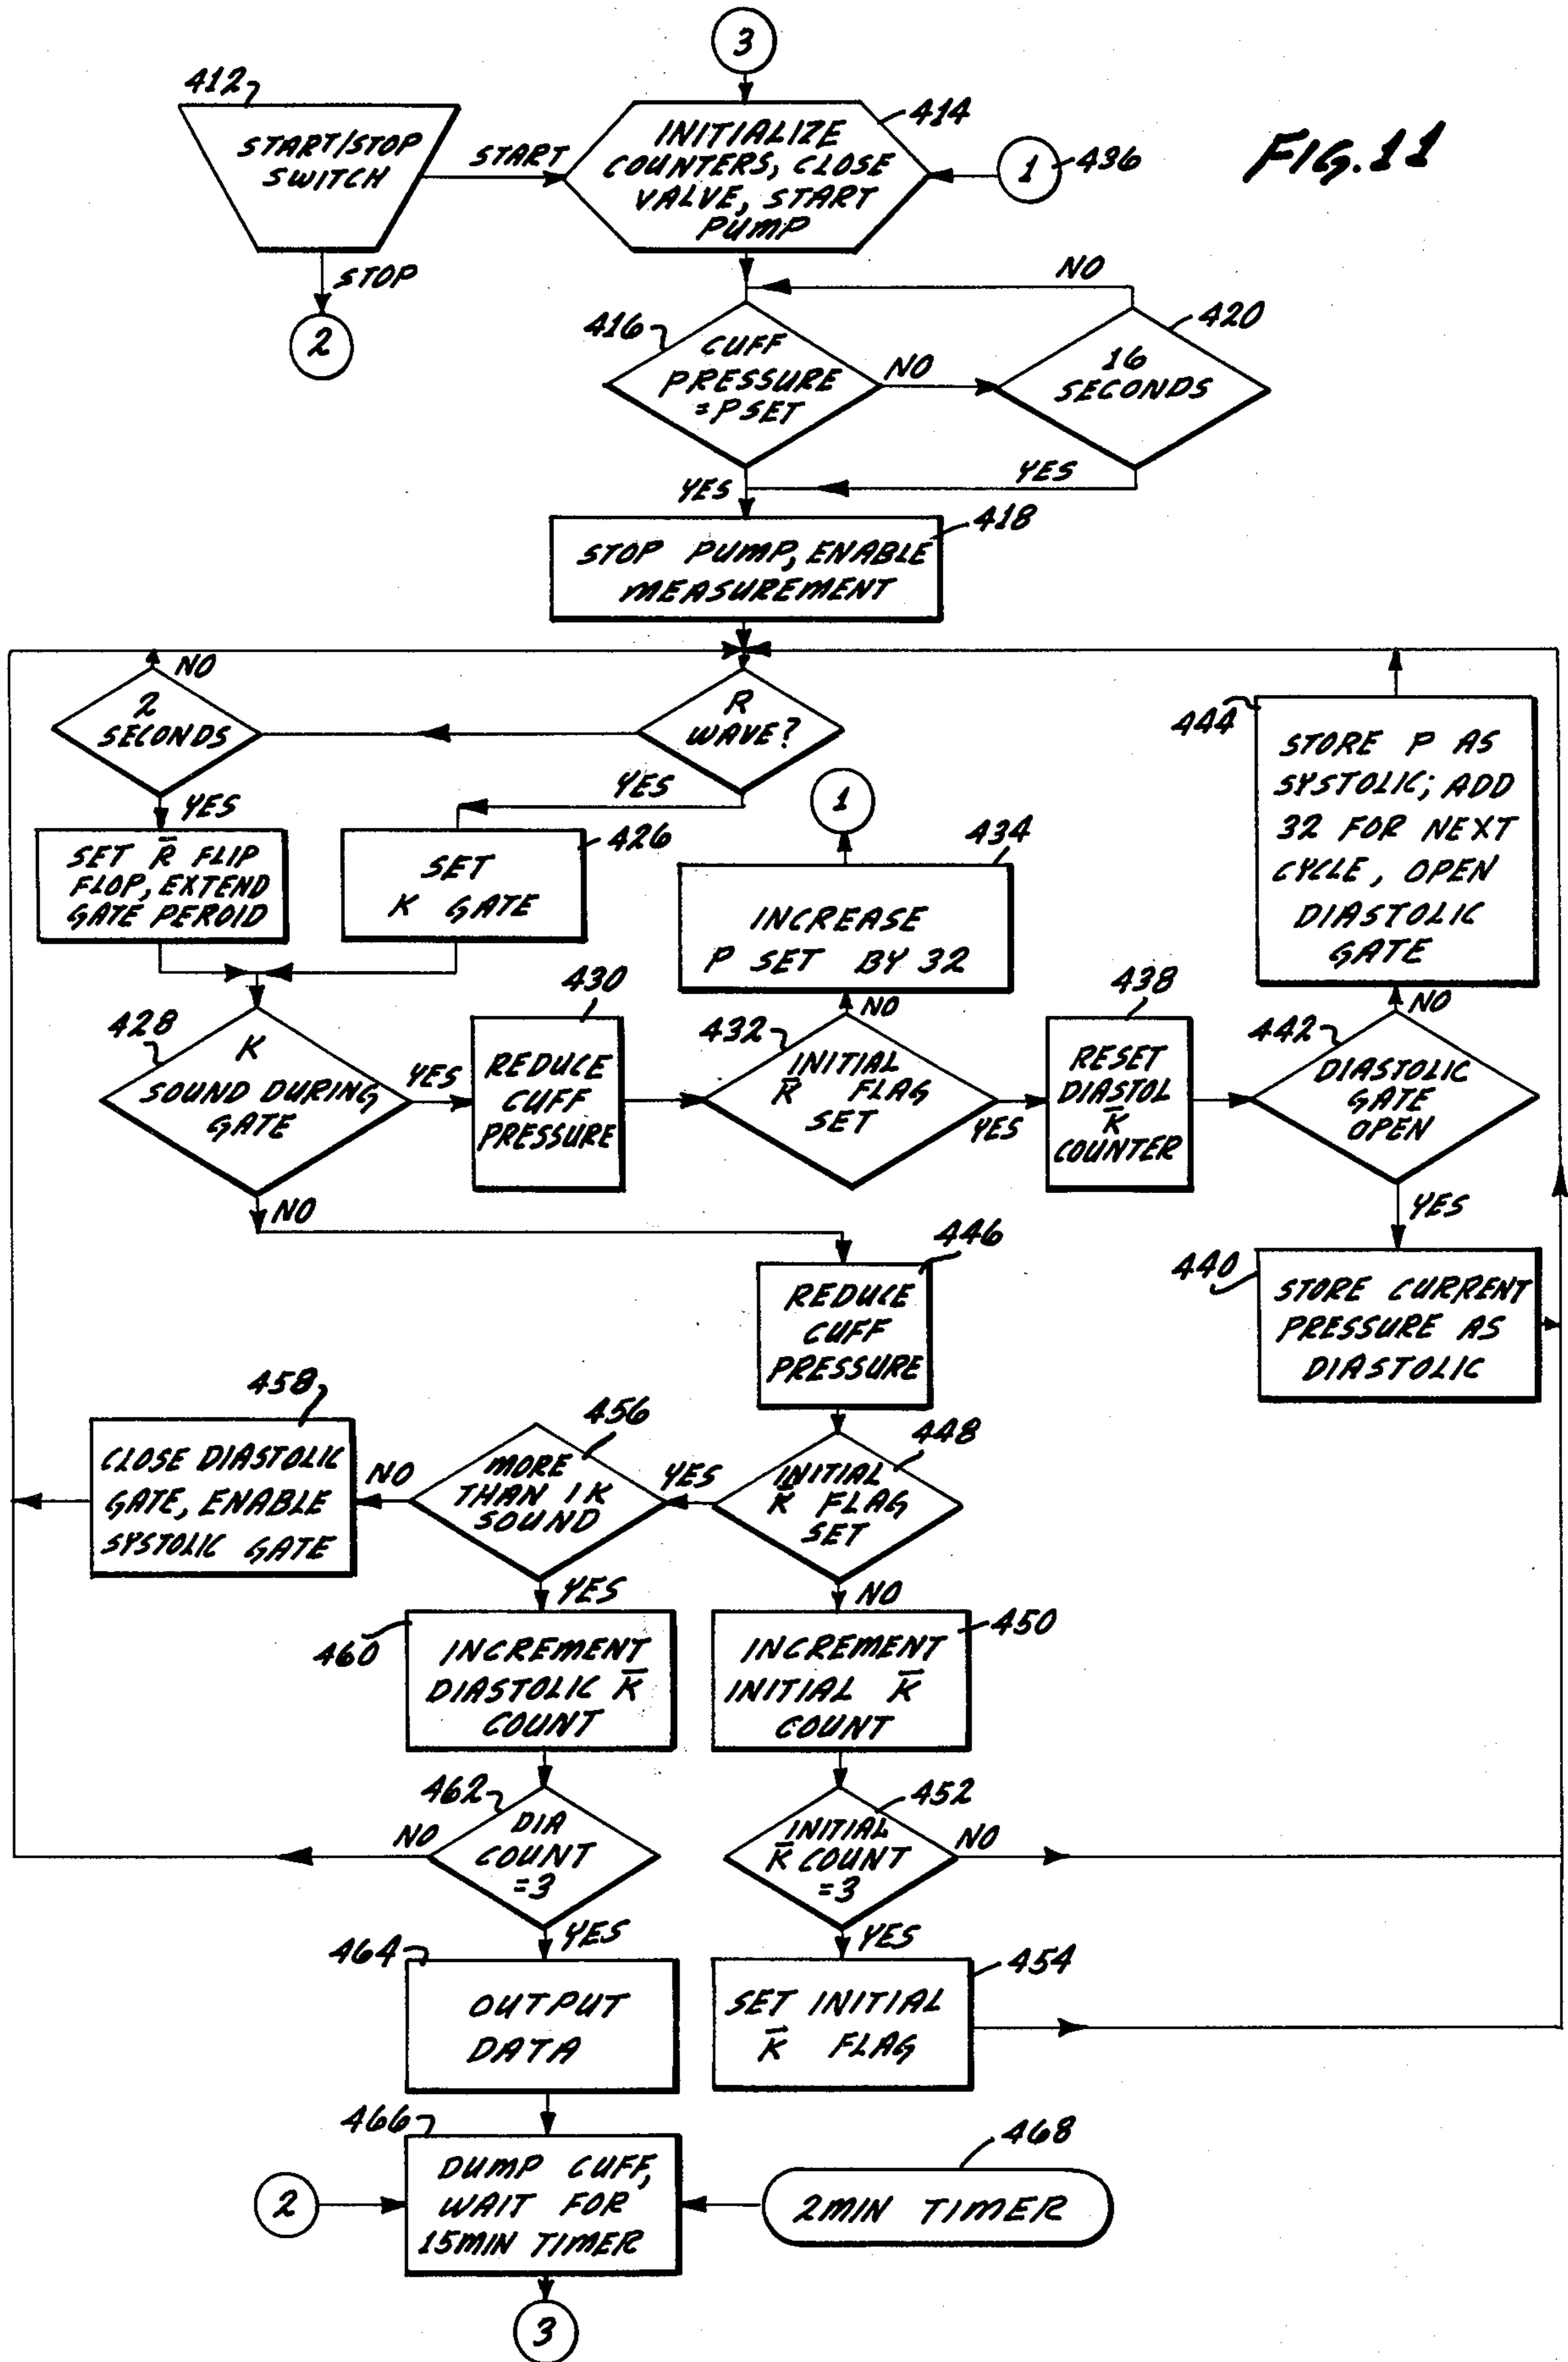 3
412
START/STOP
SWITCH
START
INITIALIZE
COUNTERS, CLOSE
VALVE, START
PUMP
414
1
436
FIG.11
STOP
2
NO
416
CUFF
PRESSURE
=PSET
NO
16
SECONDS
420
YES
YES
STOP PUMP, ENABLE
MEASUREMENT
418
NO
2
SECONDS
R
WAVE?
YES
YES
SET R̅ FLIP
FLOP, EXTEND
GATE PEROID
SET
K GATE
426
1
434
INCREASE
P SET BY 32
444
STORE P AS
SYSTOLIC; ADD
32 FOR NEXT
CYCLE, OPEN
DIASTOLIC
GATE
428
K
SOUND DURING
GATE
YES
430
REDUCE
CUFF
PRESSURE
432
NO
INITIAL
K̅ FLAG
SET
YES
438
RESET
DIASTOL
K̅
COUNTER
442
NO
DIASTOLIC
GATE
OPEN
YES
NO
446
REDUCE
CUFF
PRESSURE
440
STORE CURRENT
PRESSURE AS
DIASTOLIC
458
CLOSE DIASTOLIC
GATE, ENABLE
SYSTOLIC GATE
NO
456
MORE
THAN 1 K
SOUND
YES
448
INITIAL
K̅ FLAG
SET
YES
NO
460
INCREMENT
DIASTOLIC K̅
COUNT
INCREMENT
INITIAL K̅
COUNT
450
462
DIA
COUNT
=3
NO
452
INITIAL
K̅ COUNT
=3
NO
YES
YES
464
OUTPUT
DATA
SET INITIAL
K̅ FLAG
454
466
DUMP CUFF,
WAIT FOR
15MIN TIMER
2
468
2MIN TIMER
3